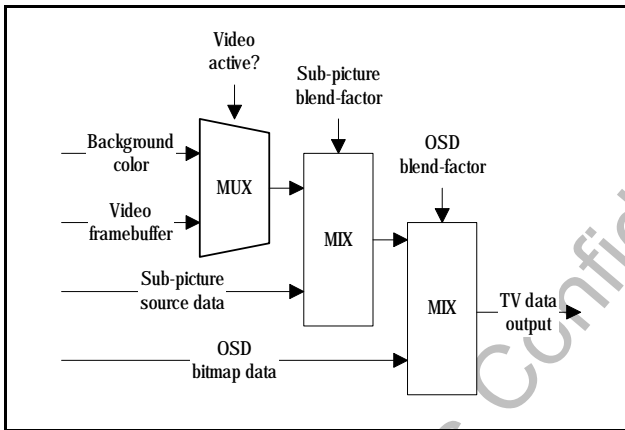 Video
active?
Sub-picture
blend-factor
OSD
blend-factor
Background
color
MUX
Video
framebuffer
MIX
Sub-picture
source data
MIX
TV data
output
OSD
bitmap data